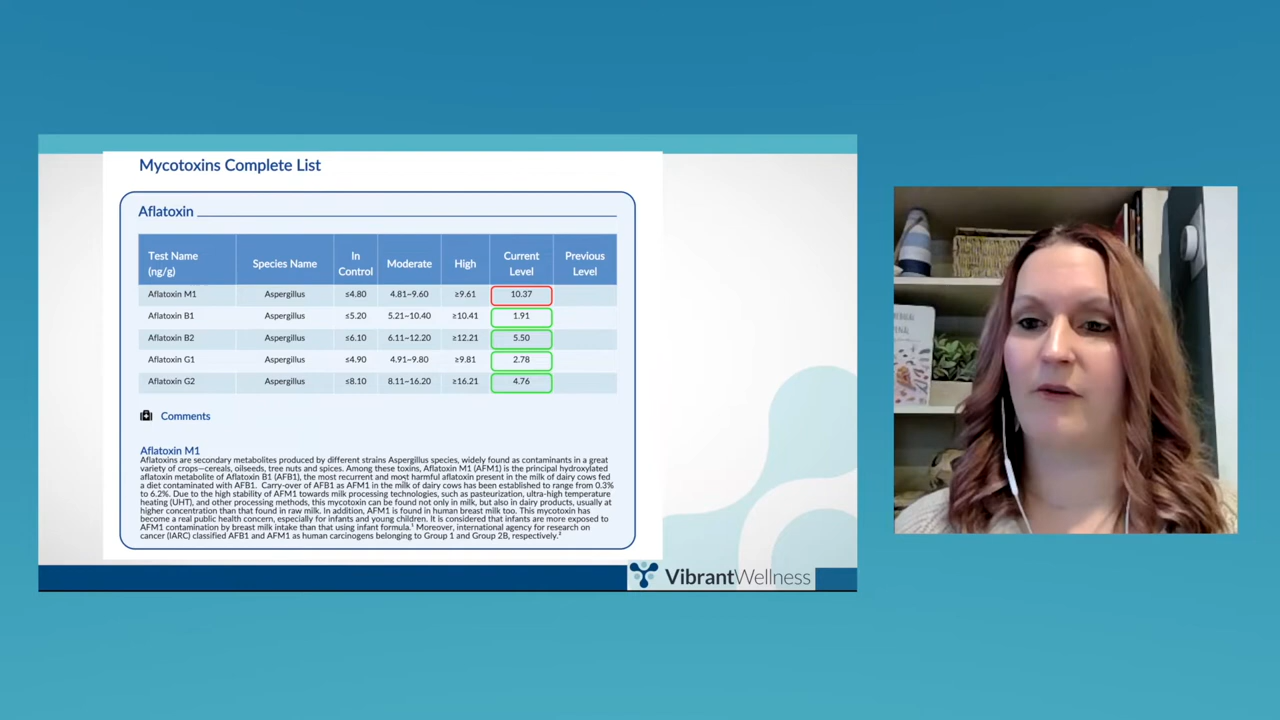 Mycotoxins Complete List
Aflatoxin
Test Name (ng/g) Species Name In Control Moderate High Current Level Previous Level
Aflatoxin M1 Aspergillus ≤4.80 4.81~9.60 ≥9.61 10.37
Aflatoxin B1 Aspergillus ≤5.20 5.21~10.40 ≥10.41 1.91
Aflatoxin B2 Aspergillus ≤6.10 6.11~12.20 ≥12.21 5.50
Aflatoxin G1 Aspergillus ≤4.90 4.91~9.80 ≥9.81 2.78
Aflatoxin G2 Aspergillus ≤8.10 8.11~16.20 ≥16.21 4.76
Comments
Aflatoxin M1
Aflatoxins are secondary metabolites produced by different strains Aspergillus species, widely found as contaminants in a great
variety of crops—cereals, oilseeds, tree nuts and spices. Among these toxins, Aflatoxin M1 (AFM1) is the principal hydroxylated
aflatoxin metabolite of Aflatoxin B1 (AFB1), the most recurrent and most harmful aflatoxin present in the milk of dairy cows fed
a diet contaminated with AFB1. Carry-over of AFB1 as AFM1 in the milk of dairy cows has been established to range from 0.3%
to 6.2%. Due to the high stability of AFM1 towards milk processing technologies, such as pasteurization, ultra-high temperature
heating (UHT), and other processing methods, this mycotoxin can be found not only in milk, but also in dairy products, usually at
higher concentration than that found in raw milk. In addition, AFM1 is found in human breast milk too. This mycotoxin has
become a real public health concern, especially for infants and young children. It is considered that infants are more exposed to
AFM1 contamination by breast milk intake than that using infant formula.¹ Moreover, international agency for research on
cancer (IARC) classified AFB1 and AFM1 as human carcinogens belonging to Group 1 and Group 2B, respectively.²
VibrantWellness